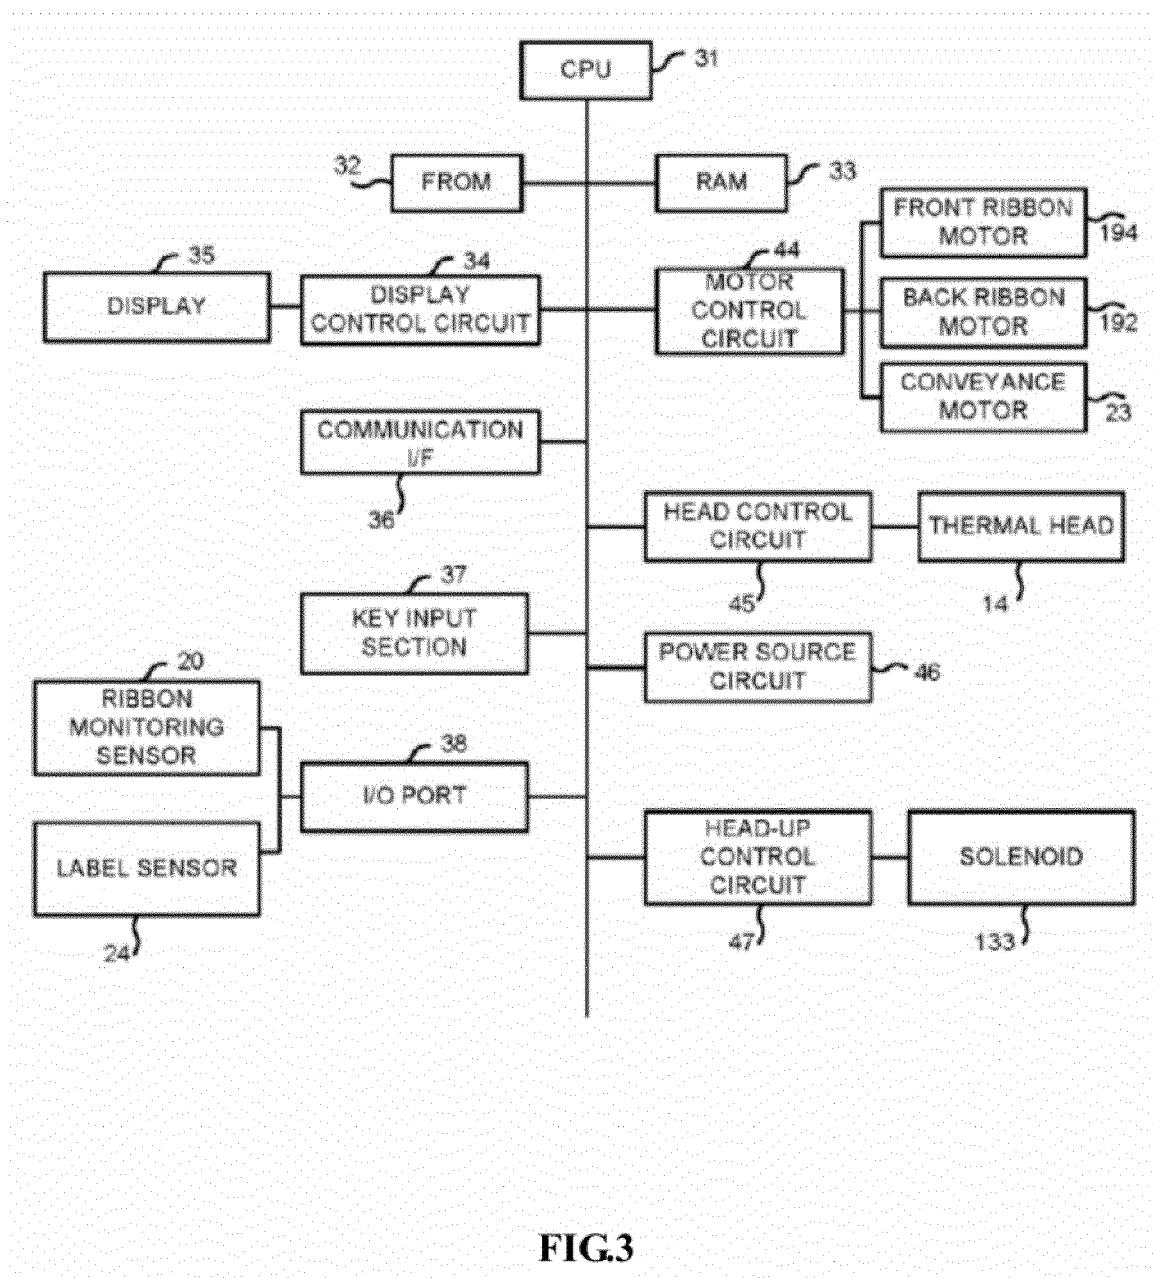 CPU
31
32
FROM
RAM
33
FRONT RIBBON
MOTOR
194
35
DISPLAY
34
DISPLAY
CONTROL CIRCUIT
44
MOTOR
CONTROL
CIRCUIT
BACK RIBBON
MOTOR
192
CONVEYANCE
MOTOR
23
COMMUNICATION
I/F
36
HEAD CONTROL
CIRCUIT
45
THERMAL HEAD
14
37
KEY INPUT
SECTION
POWER SOURCE
CIRCUIT
46
20
RIBBON
MONITORING
SENSOR
38
I/O PORT
LABEL SENSOR
24
HEAD-UP
CONTROL
CIRCUIT
47
SOLENOID
133
FIG.3